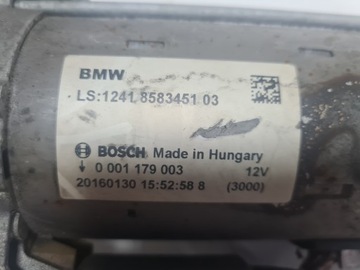 BMW
LS:1241 8583451 03
BOSCH Made in Hungary
0 001 179 003 12V
20160130 15:52:58 8 (3000)